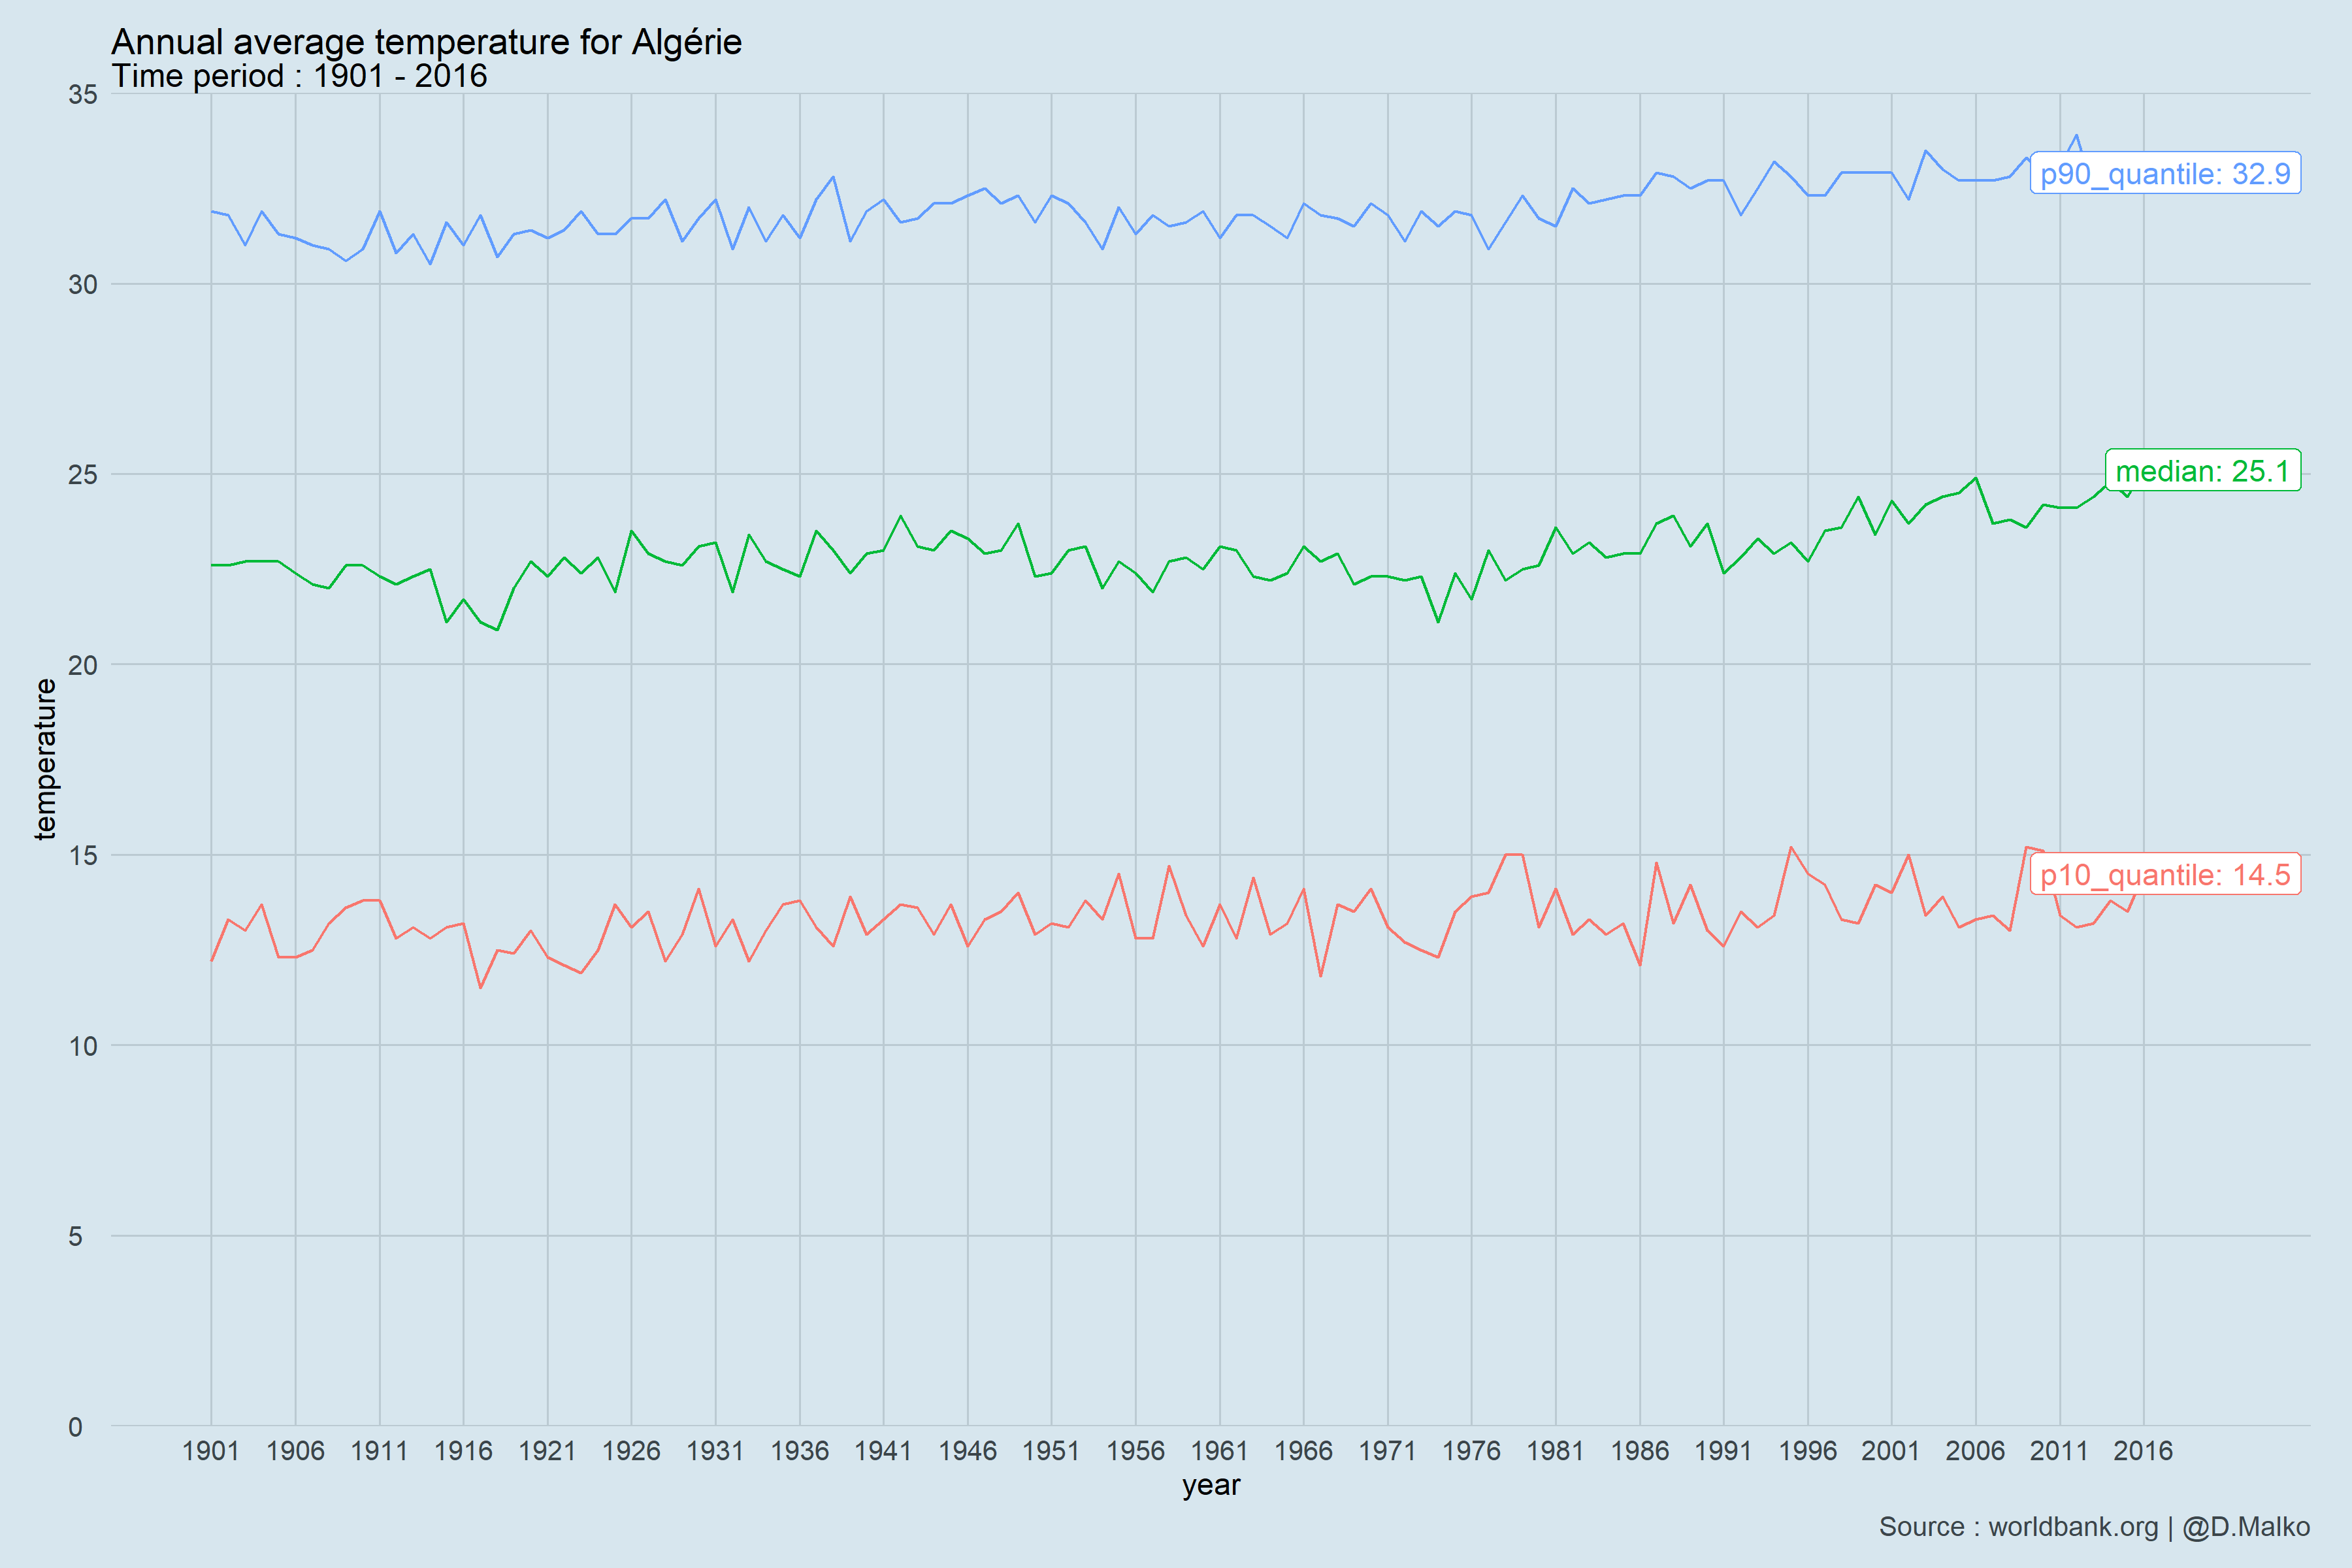 Annual average temperature for Algérie
Time period : 1901 - 2016
35
30
25
20
15
10
5
0
temperature
p90_quantile: 32.9
median: 25.1
p10_quantile: 14.5
1901 1906 1911 1916 1921 1926 1931 1936 1941 1946 1951 1956 1961 1966 1971 1976 1981 1986 1991 1996 2001 2006 2011 2016
year
Source : worldbank.org | @D.Malko